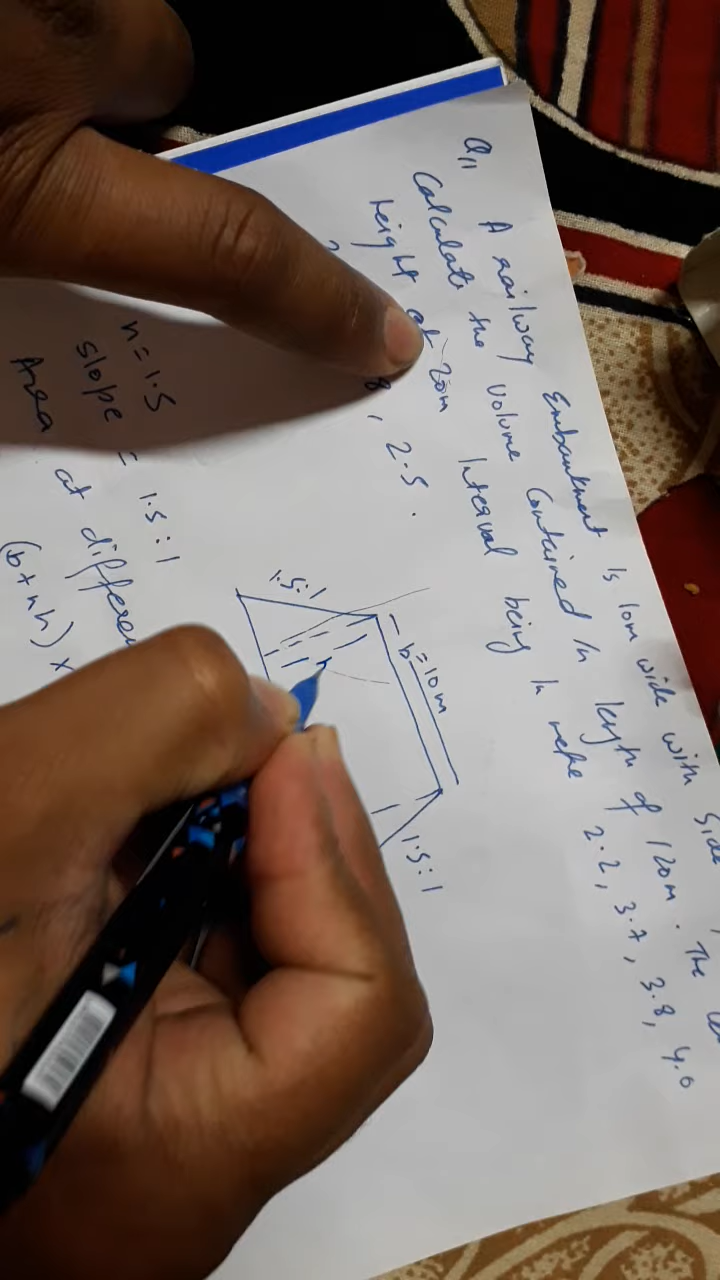 Q11 A railway Embankment is 10m wide with Side
Calculate the volume Contained in length of 120m. The
height at 20m Interval being in metre 2.2, 3.7, 3.8, 4.0
8, 2.5.
b=10m
1.5:1
1.5:1
n=1.5
slope = 1.5:1
Area at differe
(b+nh) x